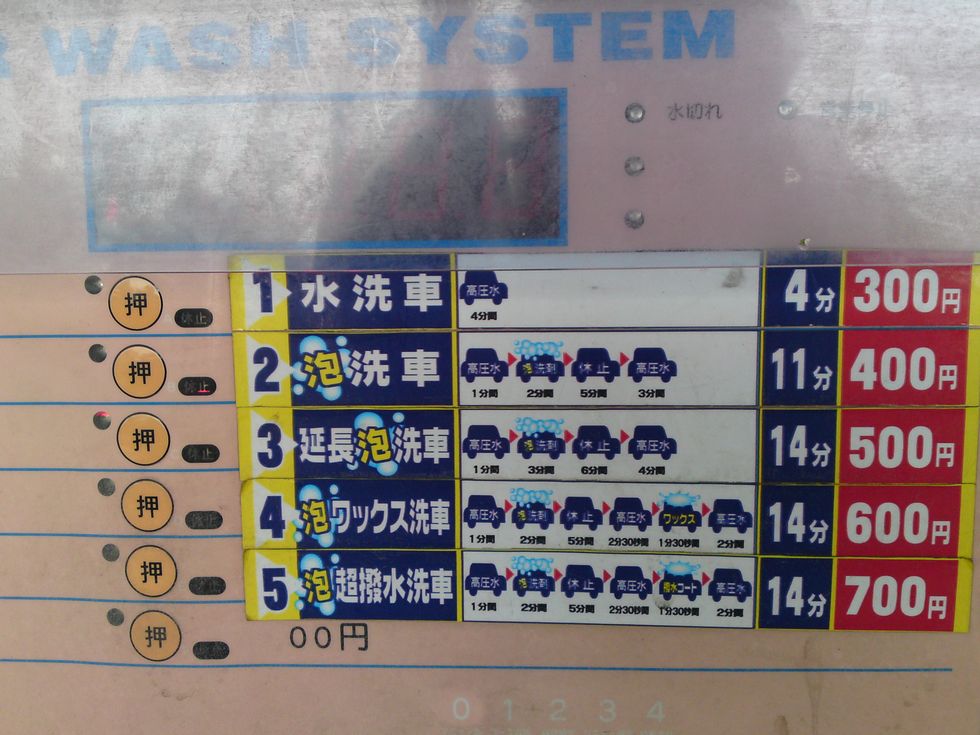 R WASH SYSTEM
水切れ
押 休止 1 水洗車 高圧水 4分間 4分 300円
押 休止 2 泡洗車 高圧水 1分間 泡洗剤 2分間 休止 5分間 高圧水 3分間 11分 400円
押 休止 3 延長泡洗車 高圧水 1分間 泡洗剤 3分間 休止 6分間 高圧水 4分間 14分 500円
押 休止 4 泡ワックス洗車 高圧水 1分間 泡洗剤 2分間 休止 5分間 高圧水 2分30秒間 ワックス 1分30秒間 高圧水 2分間 14分 600円
押 休止 5 泡超撥水洗車 高圧水 1分間 泡洗剤 2分間 休止 5分間 高圧水 2分30秒間 撥水コート 1分30秒間 高圧水 2分間 14分 700円
押 休止 00円
0 1 2 3 4